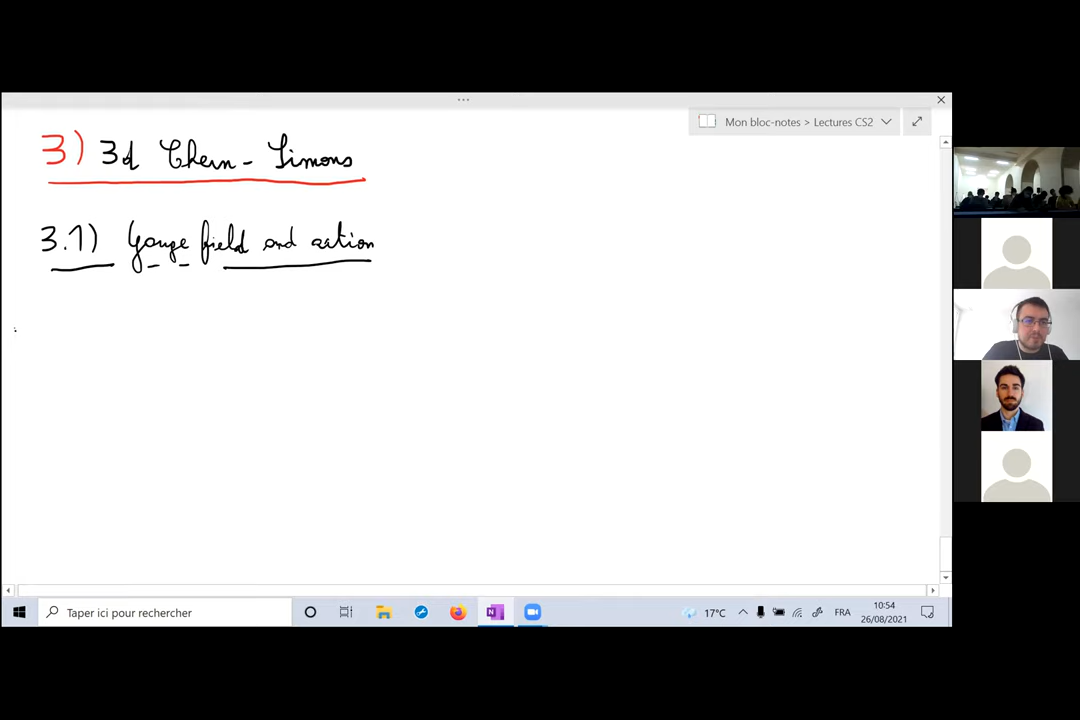 Mon bloc-notes > Lectures CS2
3) 3d Chern-Simons
3.1) Gauge field and action
Taper ici pour rechercher
17°C
FRA
10:54
26/08/2021